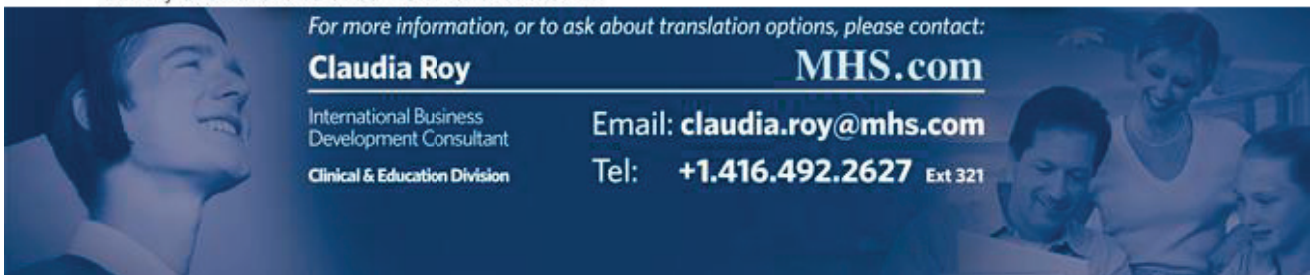 For more information, or to ask about translation options, please contact:
Claudia Roy
MHS.com
International Business
Development Consultant
Clinical & Education Division
Email: claudia.roy@mhs.com
Tel: +1.416.492.2627 Ext 321